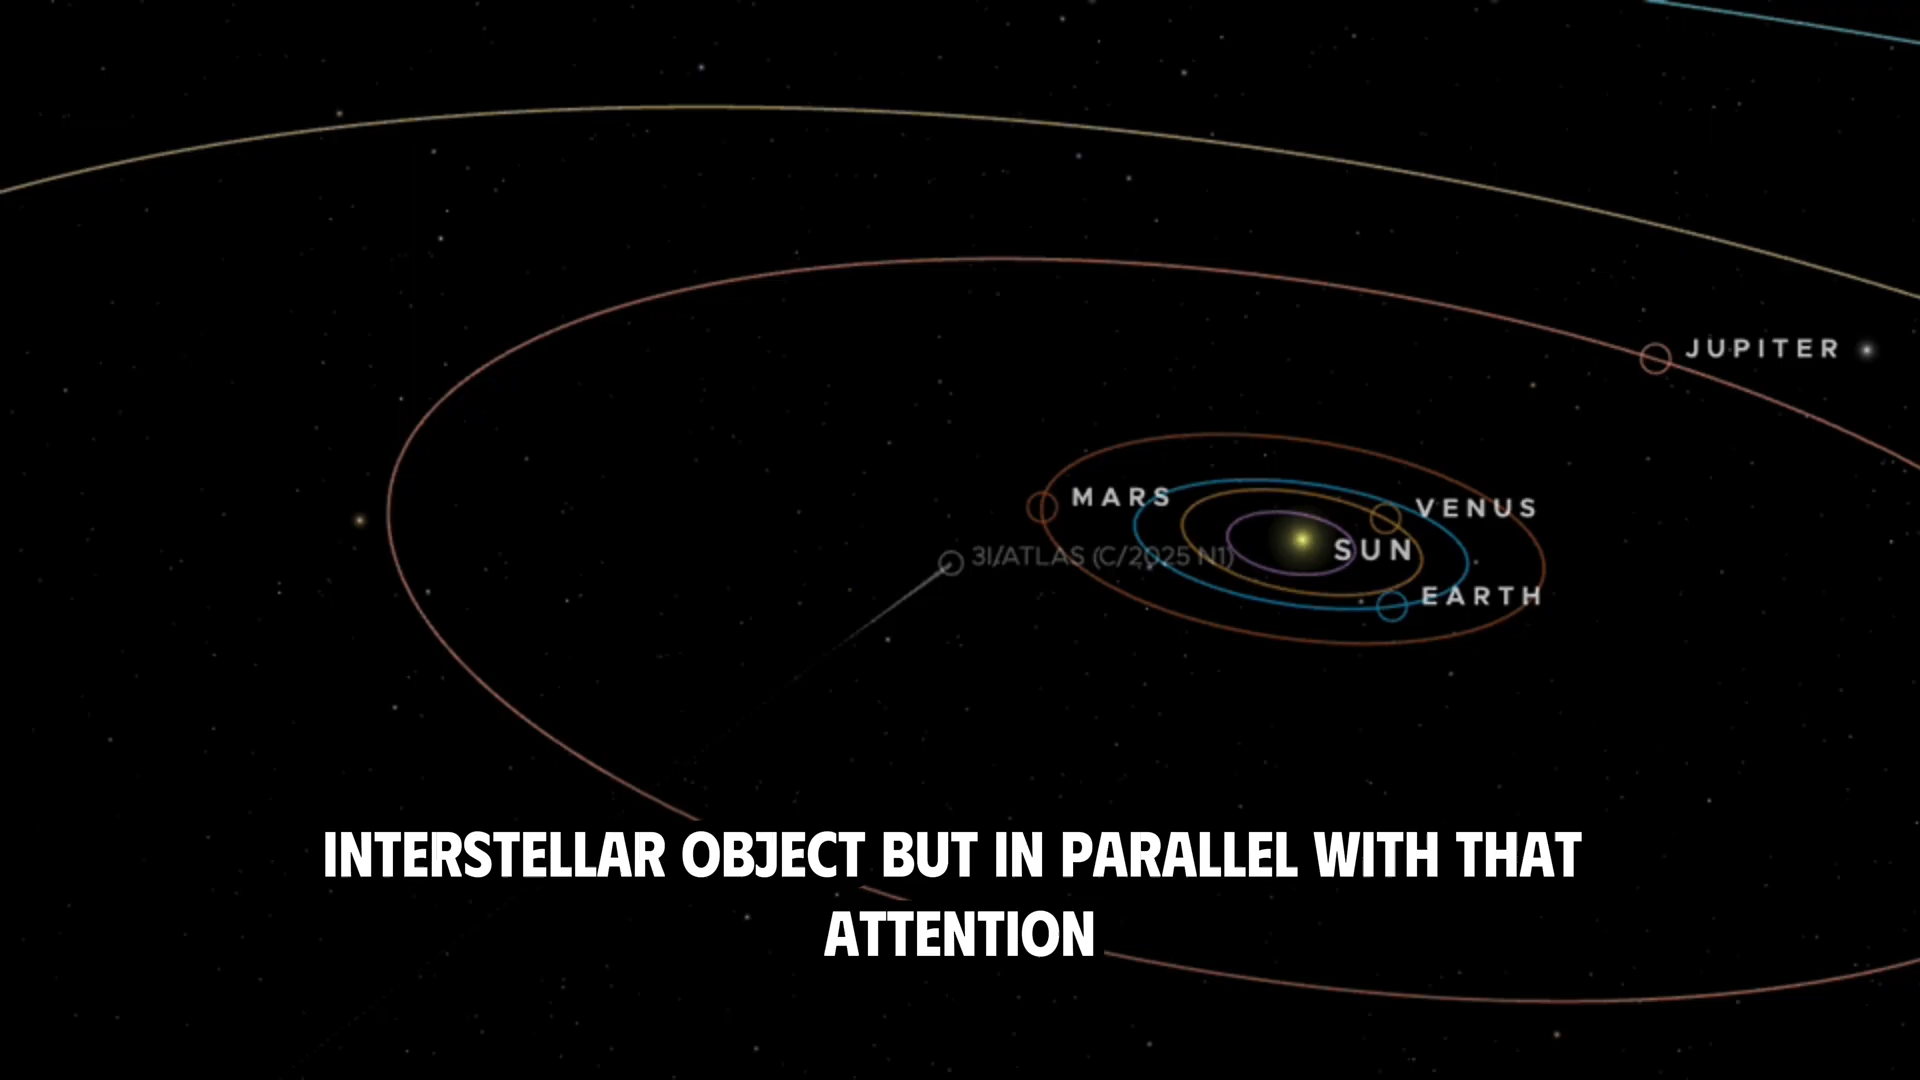 JUPITER
MARS
VENUS
SUN
3I/ATLAS (C/2025 N1)
EARTH
INTERSTELLAR OBJECT BUT IN PARALLEL WITH THAT
ATTENTION